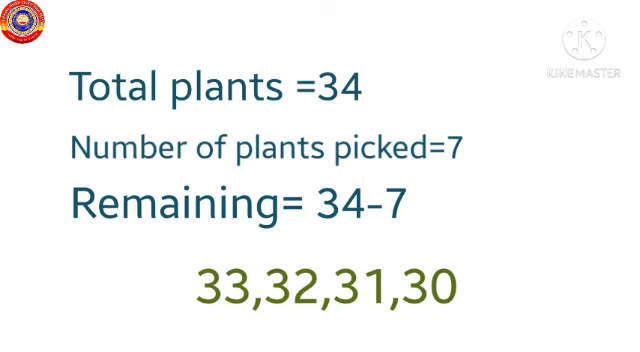 KINEMASTER
Total plants =34
Number of plants picked=7
Remaining= 34-7
33,32,31,30